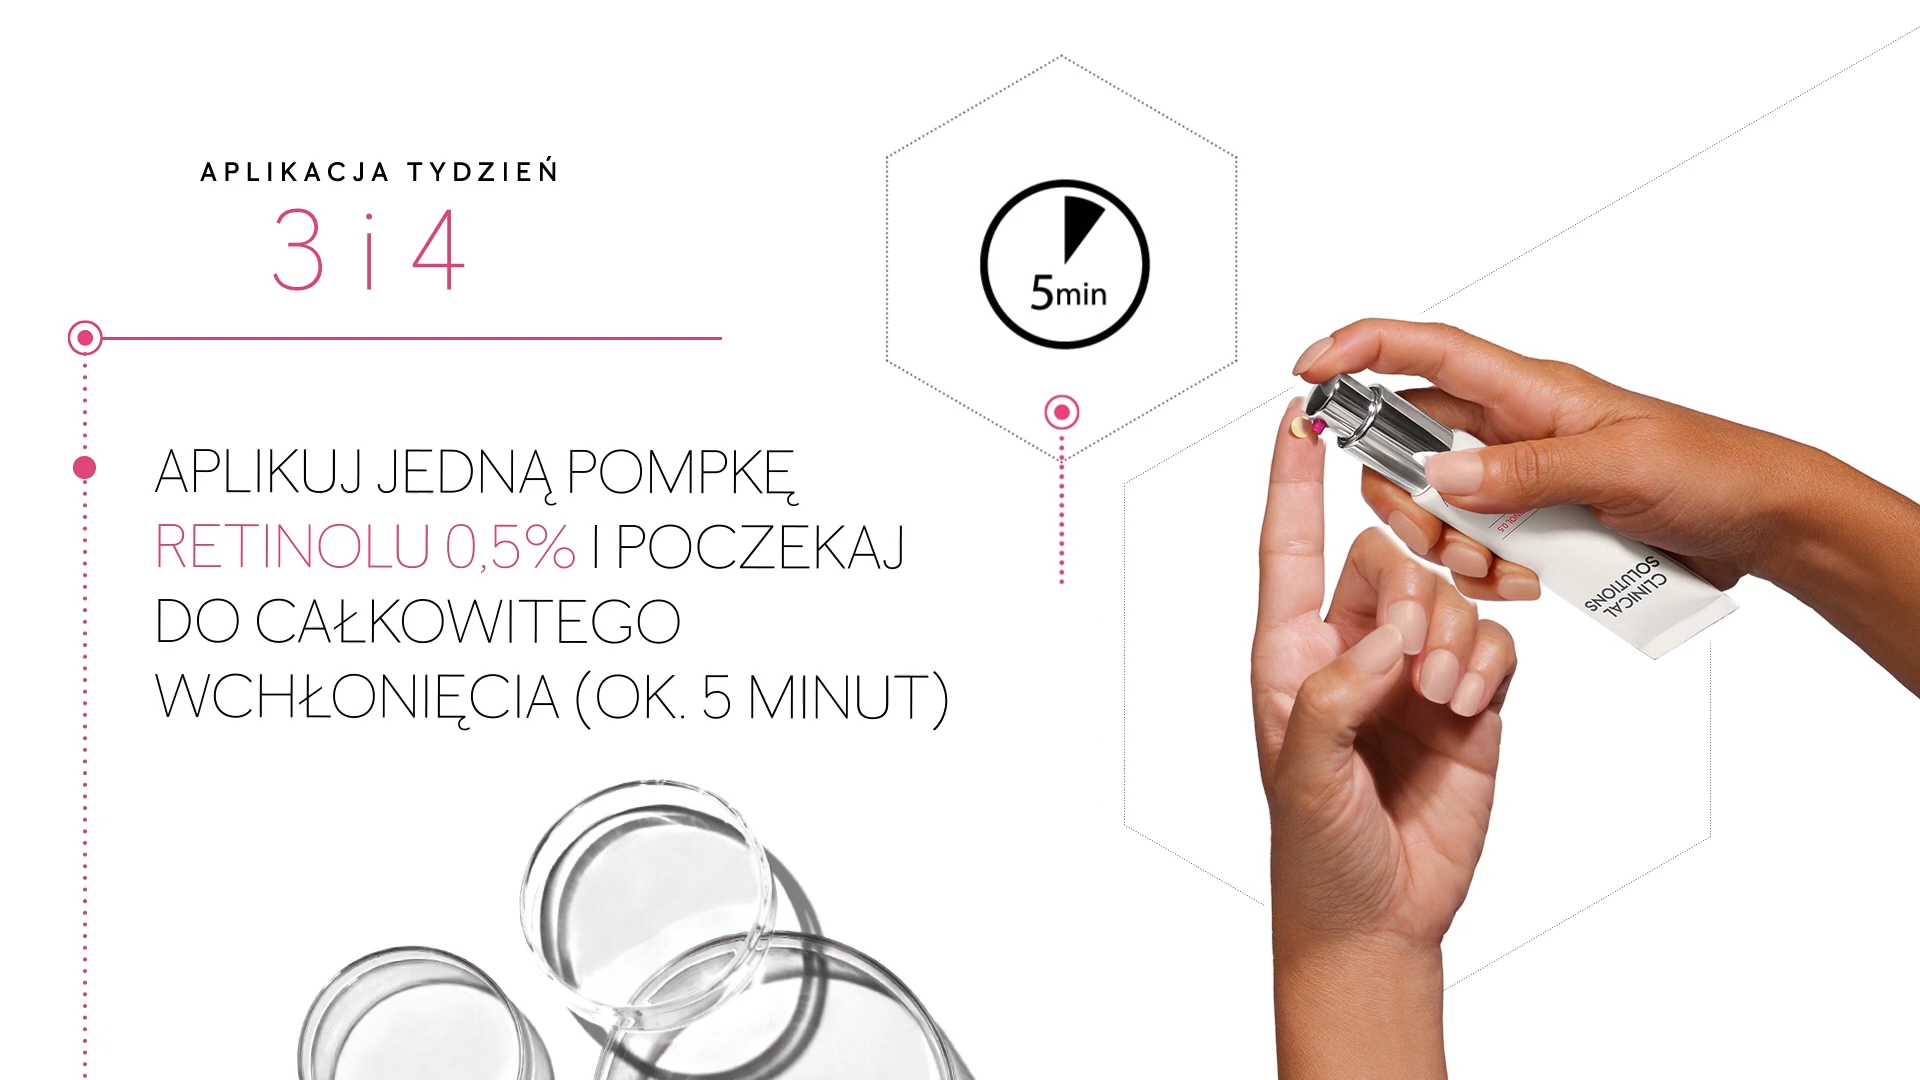 APLIKACJA TYDZIEŃ
3 i 4
5min
APLIKUJ JEDNĄ POMPKĘ
RETINOLU 0,5% I POCZEKAJ
DO CAŁKOWITEGO
WCHŁONIĘCIA (OK. 5 MINUT)
CLINICAL
SOLUTIONS